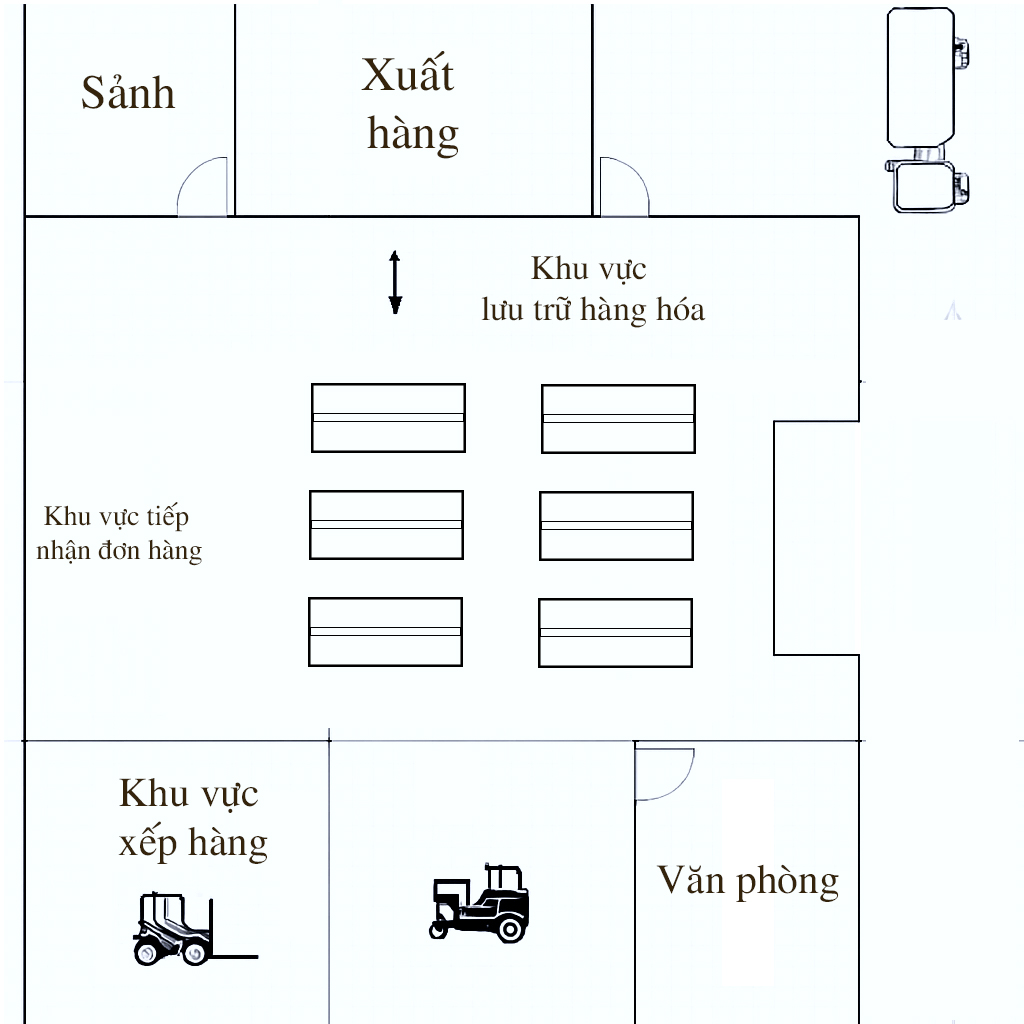 Sảnh
Xuất
hàng
Khu vực
lưu trữ hàng hóa
Khu vực tiếp
nhận đơn hàng
Khu vực
xếp hàng
Văn phòng